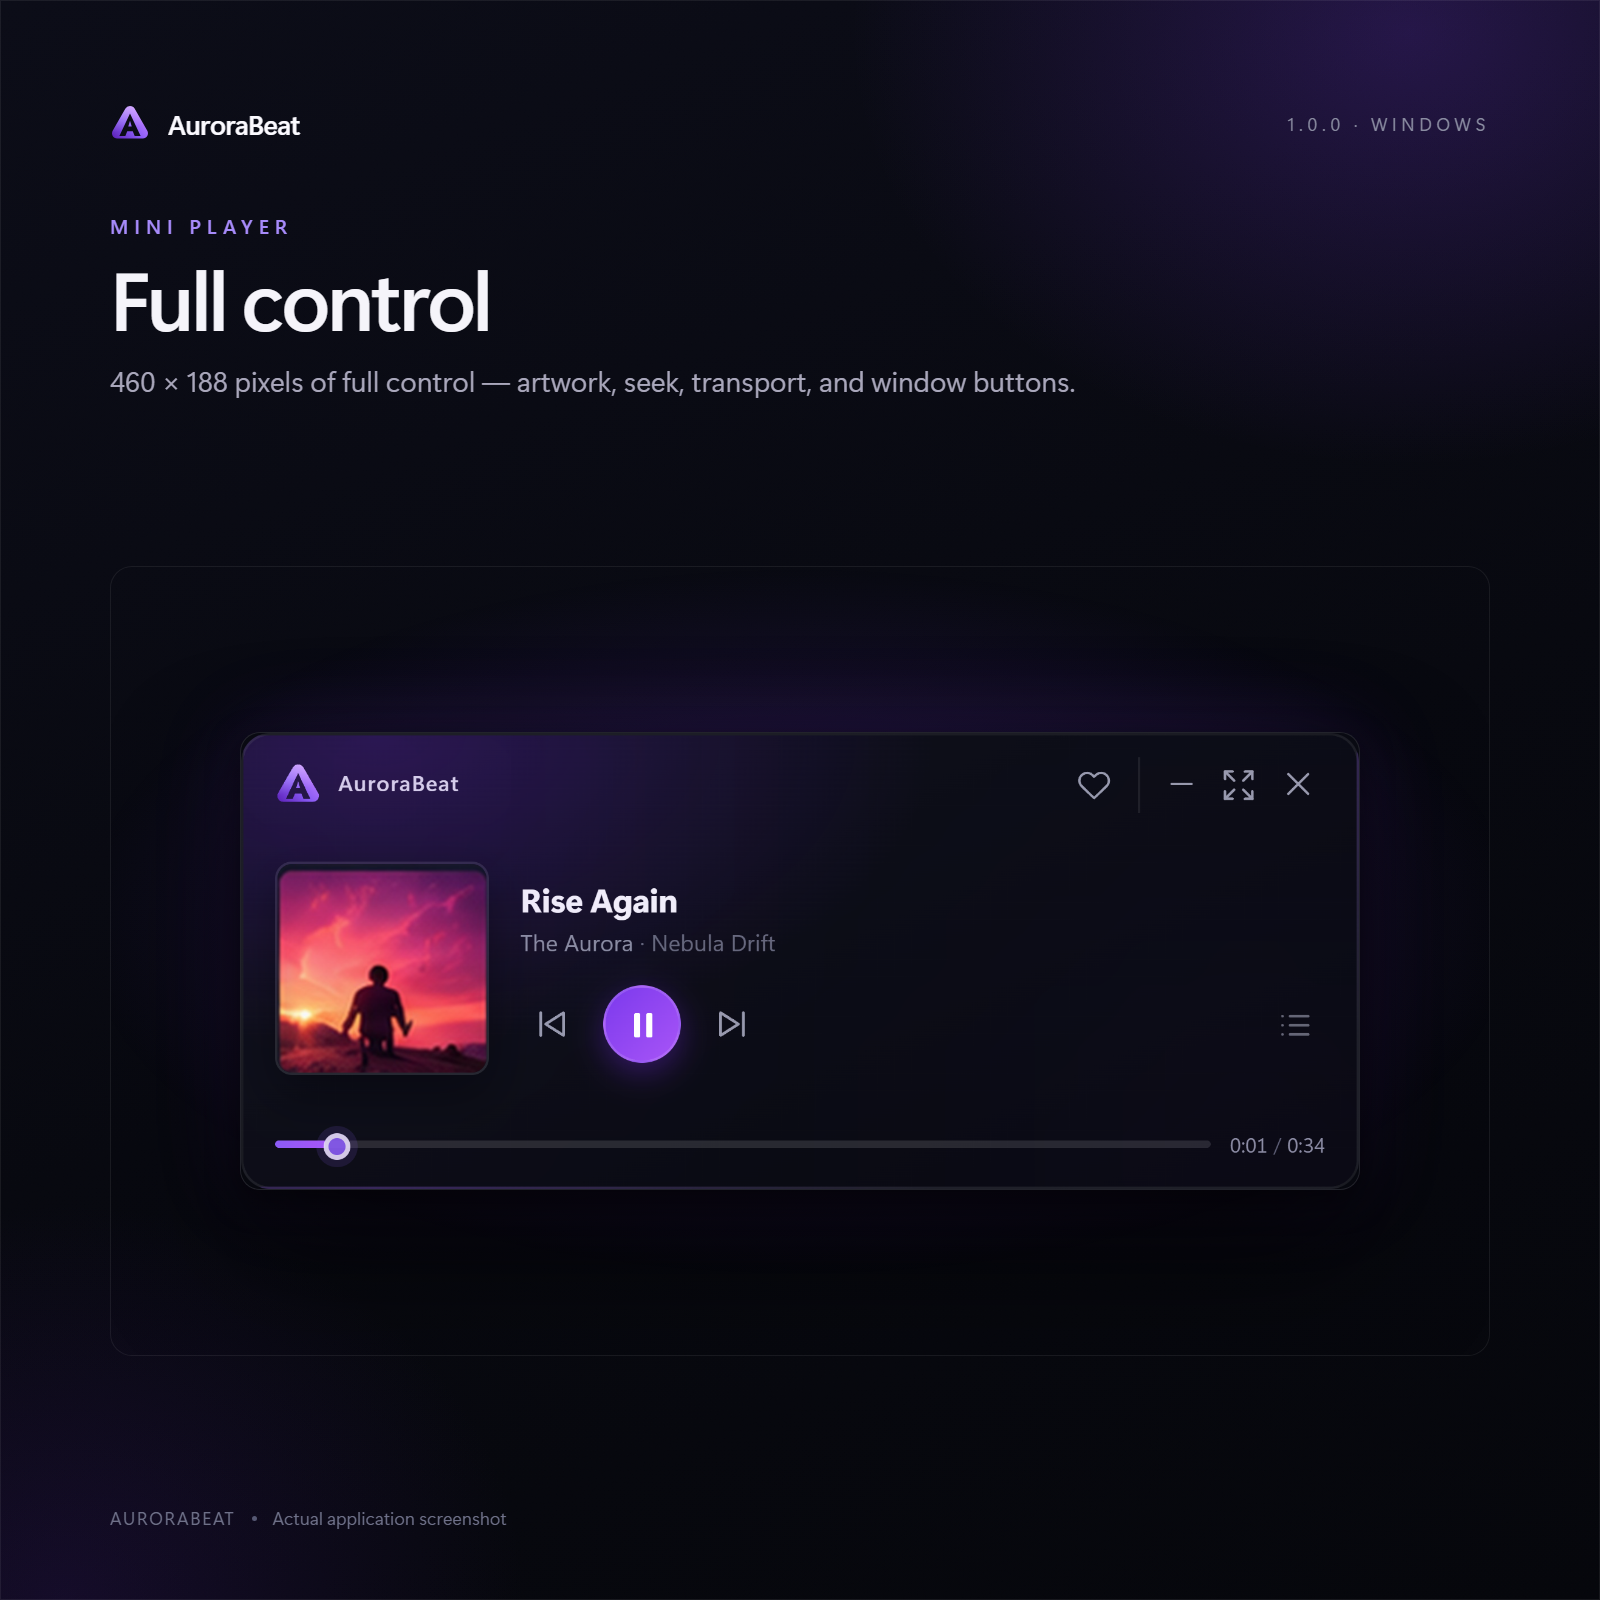 AuroraBeat
1.0.0 · WINDOWS
MINI PLAYER
Full control
460 × 188 pixels of full control — artwork, seek, transport, and window buttons.
AuroraBeat
Rise Again
The Aurora · Nebula Drift
0:01 / 0:34
AURORABEAT • Actual application screenshot